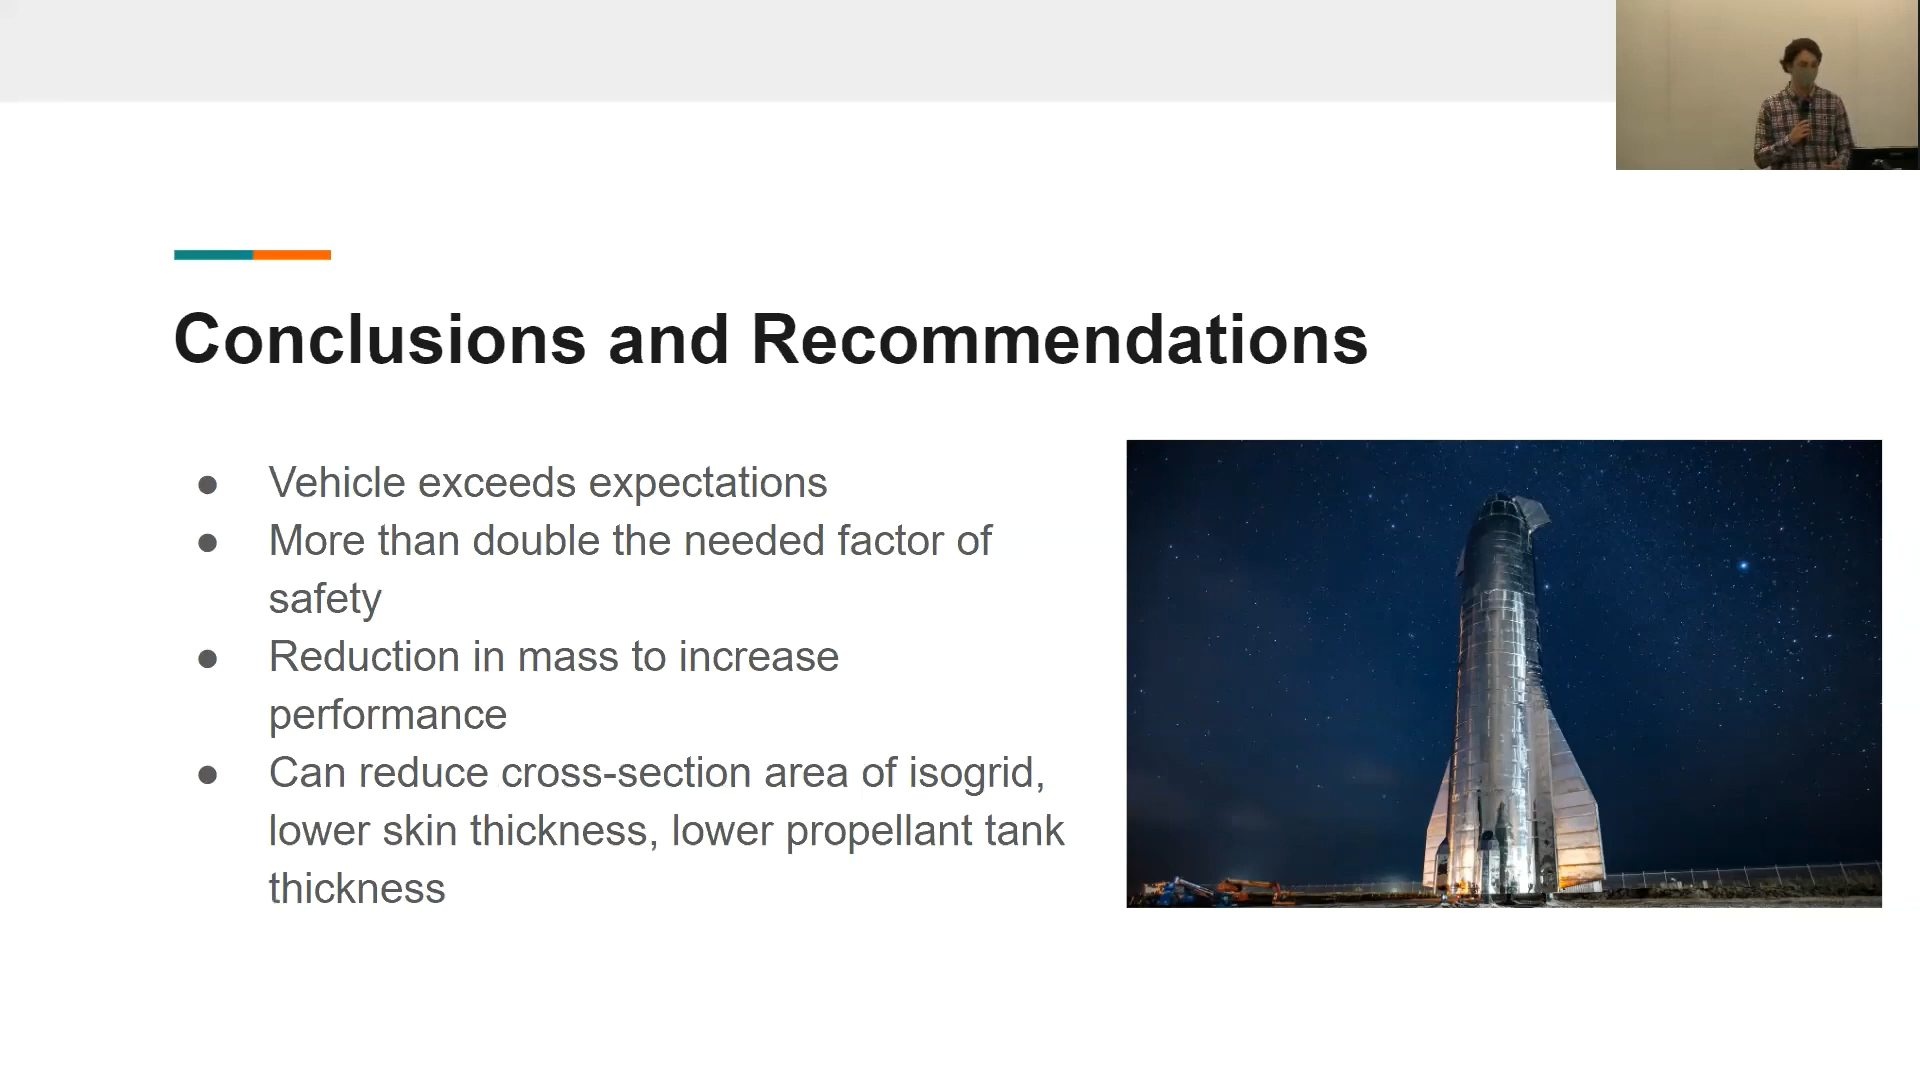 Conclusions and Recommendations
● Vehicle exceeds expectations
● More than double the needed factor of
safety
● Reduction in mass to increase
performance
● Can reduce cross-section area of isogrid,
lower skin thickness, lower propellant tank
thickness